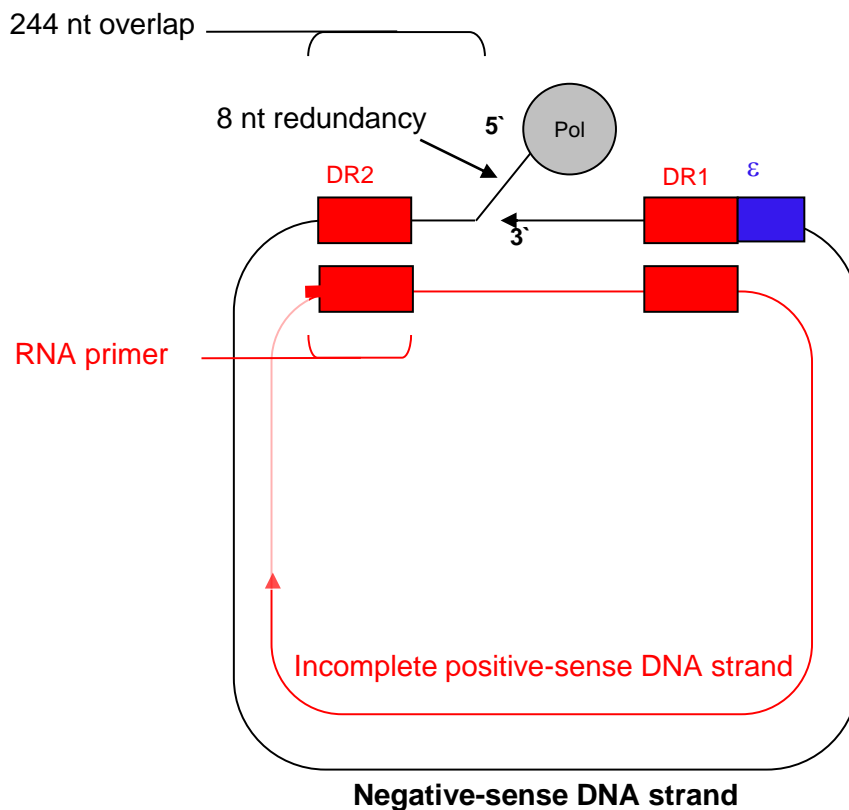 244 nt overlap
8 nt redundancy
5`
Pol
DR2
DR1
ε
3`
RNA primer
Incomplete positive-sense DNA strand
Negative-sense DNA strand